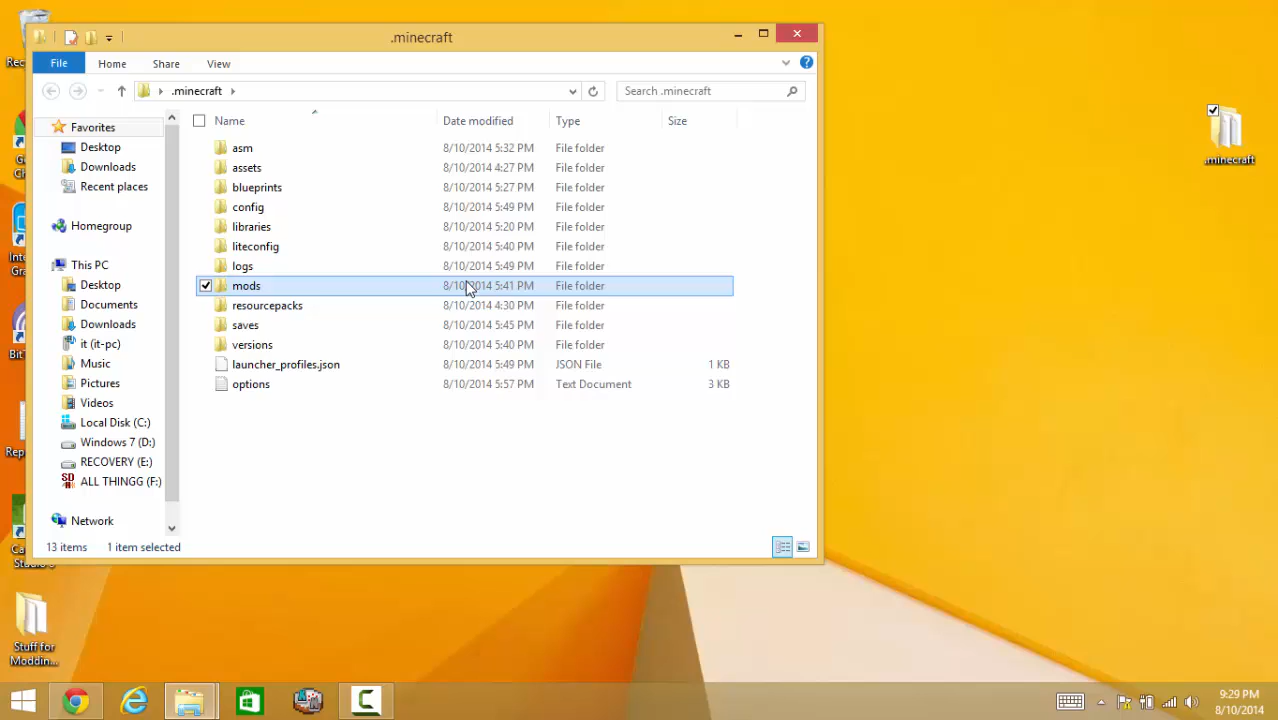 .minecraft
File Home Share View
.minecraft
Search .minecraft
Name Date modified Type Size
Favorites
Desktop
Downloads
Recent places
Homegroup
This PC
Desktop
Documents
Downloads
it (it-pc)
Music
Pictures
Videos
Local Disk (C:)
Windows 7 (D:)
RECOVERY (E:)
ALL THINGG (F:)
Network
asm 8/10/2014 5:32 PM File folder
assets 8/10/2014 4:27 PM File folder
blueprints 8/10/2014 5:27 PM File folder
config 8/10/2014 5:49 PM File folder
libraries 8/10/2014 5:20 PM File folder
liteconfig 8/10/2014 5:40 PM File folder
logs 8/10/2014 5:49 PM File folder
mods 8/10/2014 5:41 PM File folder
resourcepacks 8/10/2014 4:30 PM File folder
saves 8/10/2014 5:45 PM File folder
versions 8/10/2014 5:40 PM File folder
launcher_profiles.json 8/10/2014 5:49 PM JSON File 1 KB
options 8/10/2014 5:57 PM Text Document 3 KB
13 items 1 item selected
.minecraft
Stuff for
Moddin...
9:29 PM
8/10/2014